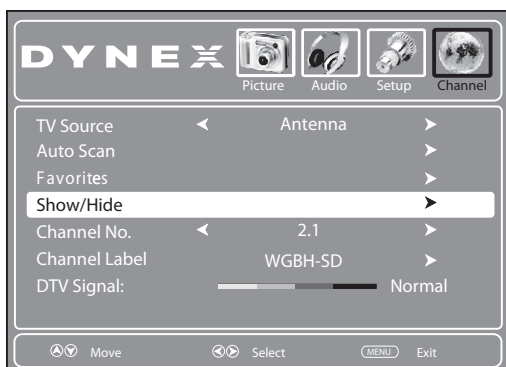 DYNEX
Picture Audio Setup Channel
TV Source Antenna
Auto Scan
Favorites
Show/Hide
Channel No. 2.1
Channel Label WGBH-SD
DTV Signal: Normal
Move Select MENU Exit